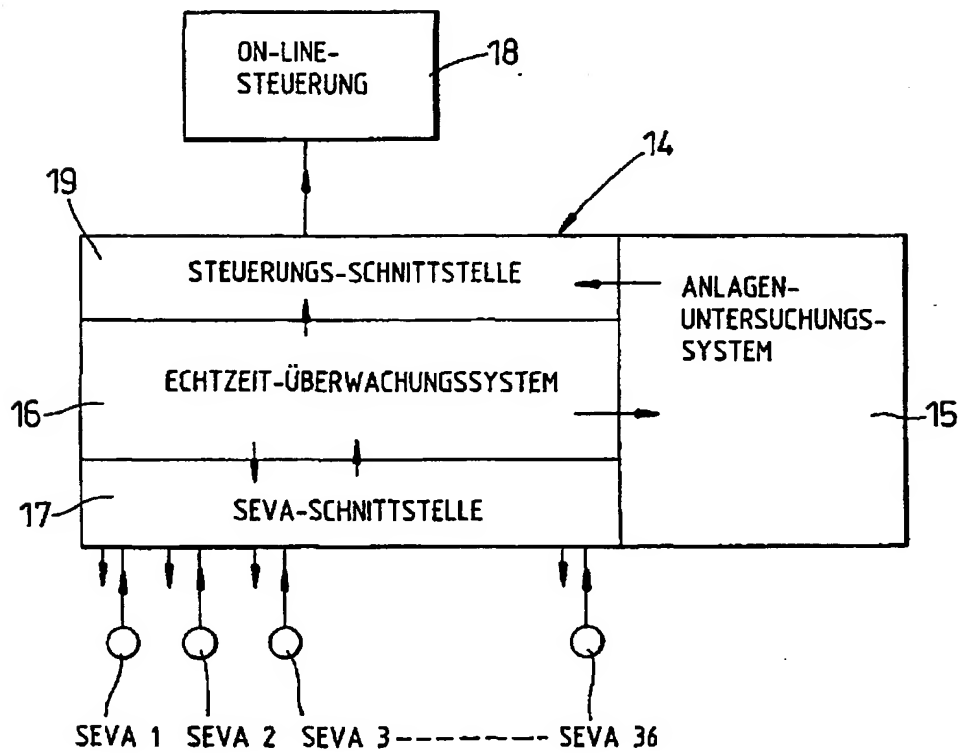 ON-LINE-
STEUERUNG
18
14
19
STEUERUNGS-SCHNITTSTELLE
ANLAGEN-
UNTERSUCHUNGS-
SYSTEM
ECHTZEIT-ÜBERWACHUNGSSYSTEM
16
15
17
SEVA-SCHNITTSTELLE
SEVA 1 SEVA 2 SEVA 3 -------- SEVA 36